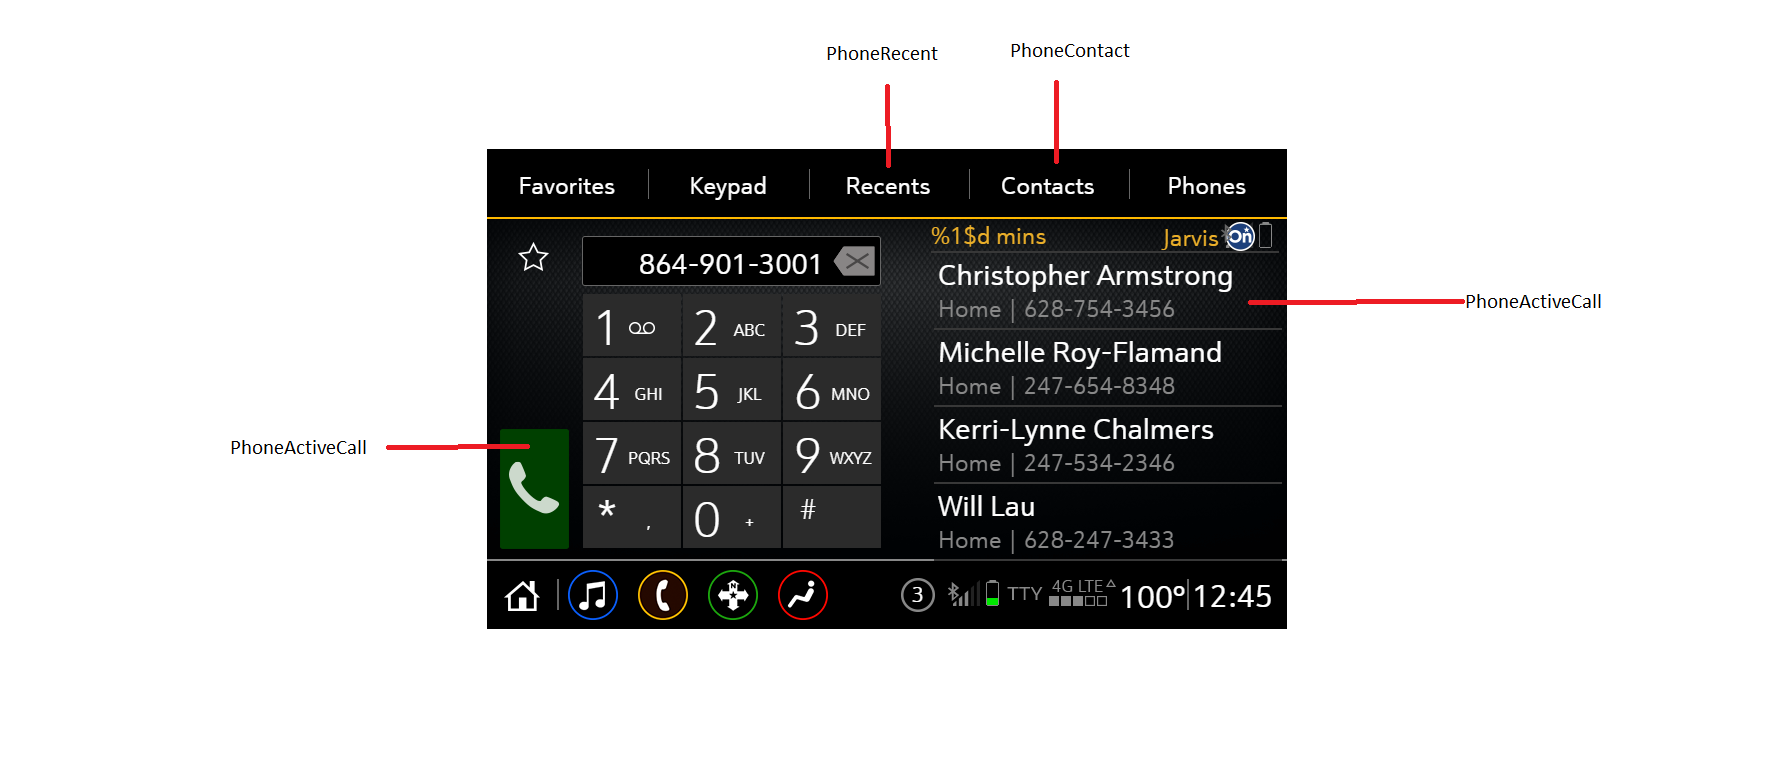 PhoneRecent
PhoneContact
Favorites
Keypad
Recents
Contacts
Phones
864-901-3001
1
2 ABC
3 DEF
4 GHI
5 JKL
6 MNO
7 PQRS
8 TUV
9 WXYZ
* ,
0 +
#
%1$d mins
Jarvis
On
Christopher Armstrong
Home | 628-754-3456
Michelle Roy-Flamand
Home | 247-654-8348
Kerri-Lynne Chalmers
Home | 247-534-2346
Will Lau
Home | 628-247-3433
PhoneActiveCall
PhoneActiveCall
N
3
TTY
4G LTE
100°
12:45